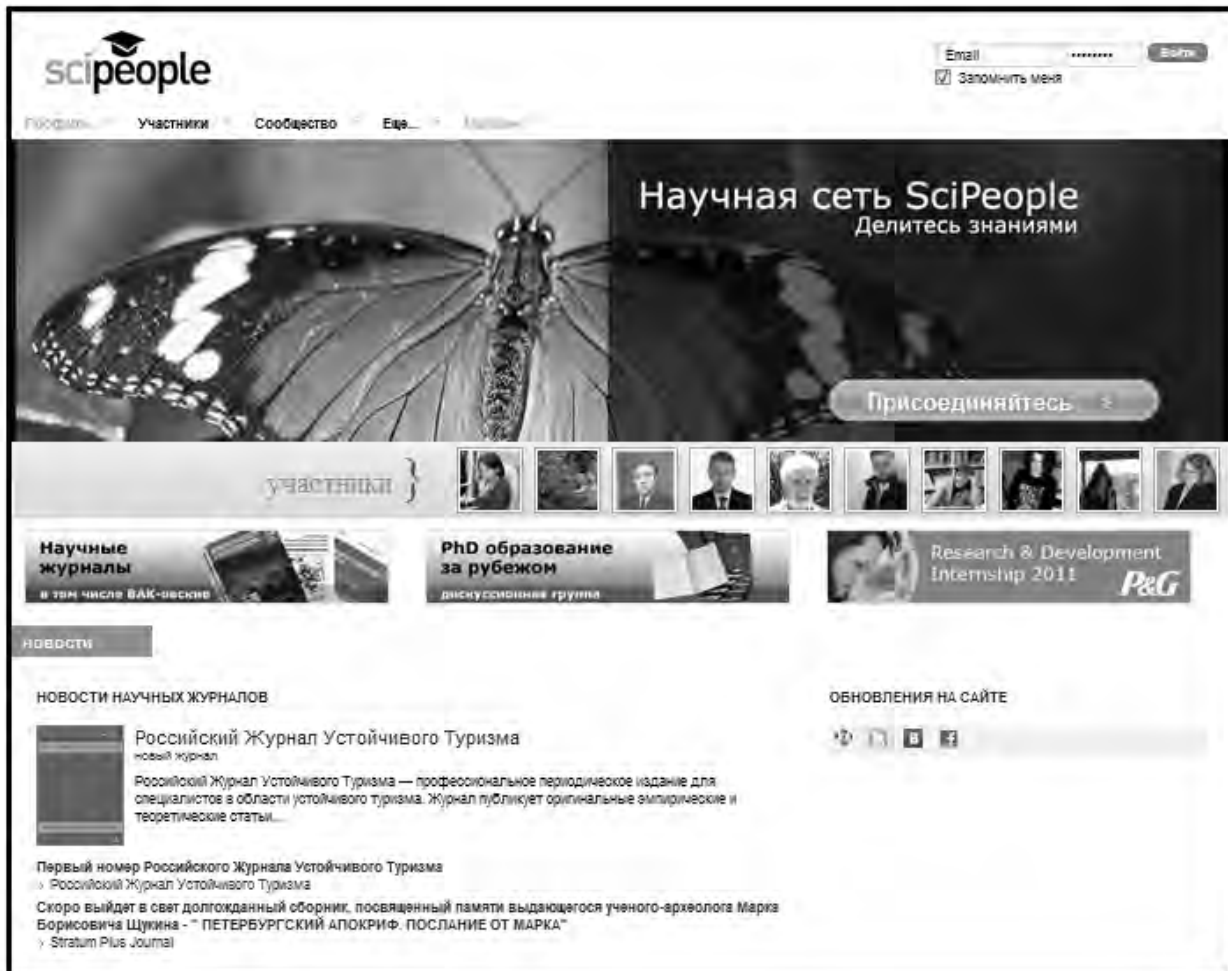 scipeople
Email ········ Войти
Запомнить меня
Профиль Участники Сообщество Еще...
Научная сеть SciPeople
Делитесь знаниями
Присоединяйтесь
участники }
Научные
журналы
в том числе ВАК-овские
PhD образование
за рубежом
дискуссионная группа
Research & Development
Internship 2011
P&G
новости
НОВОСТИ НАУЧНЫХ ЖУРНАЛОВ
Российский Журнал Устойчивого Туризма
новый журнал
Российский Журнал Устойчивого Туризма — профессиональное периодическое издание для
специалистов в области устойчивого туризма. Журнал публикует оригинальные эмпирические и
теоретические статьи...
Первый номер Российского Журнала Устойчивого Туризма
› Российский Журнал Устойчивого Туризма
Скоро выйдет в свет долгожданный сборник, посвященный памяти выдающегося ученого-археолога Марка
Борисовича Щукина - " ПЕТЕРБУРГСКИЙ АПОКРИФ. ПОСЛАНИЕ ОТ МАРКА"
› Stratum Plus Journal
ОБНОВЛЕНИЯ НА САЙТЕ